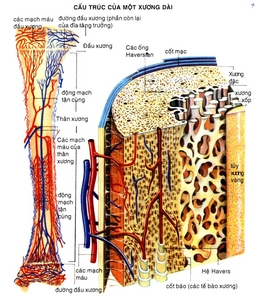 CẤU TRÚC CỦA MỘT XƯƠNG DÀI
các mạch máu
đầu xương
đường đầu xương (phần còn lại
của đĩa tăng trưởng)
Đầu xương
Các ống
Haversian
cốt mạc
Xương
đặc
xương
xốp
động
mạch
tận cùng
Thân xương
Các mạch
máu của
thân
xương
động
mạch
tận
cùng
tủy
xương
vàng
các mạch
máu
đường đầu xương
Hệ Havers
cốt bào (các tế bào xương)